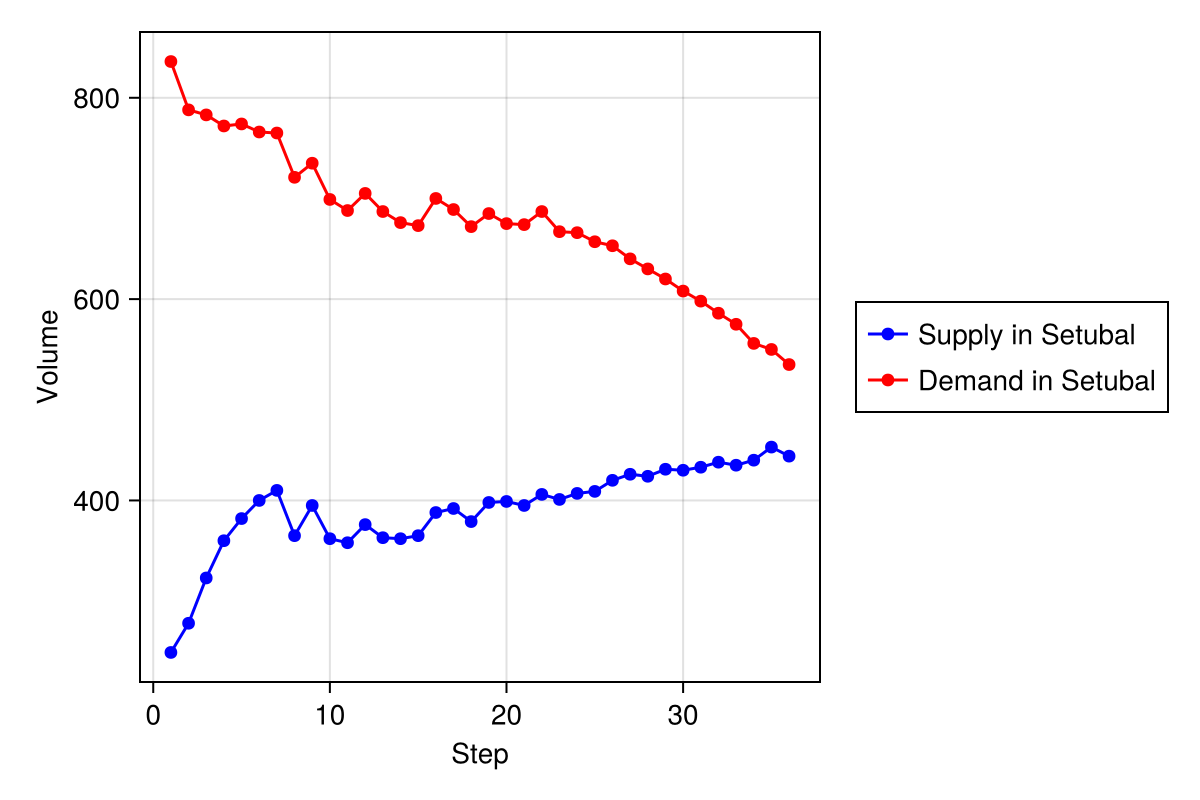 800
600
400
Volume
0 10 20 30
Step
Supply in Setubal
Demand in Setubal